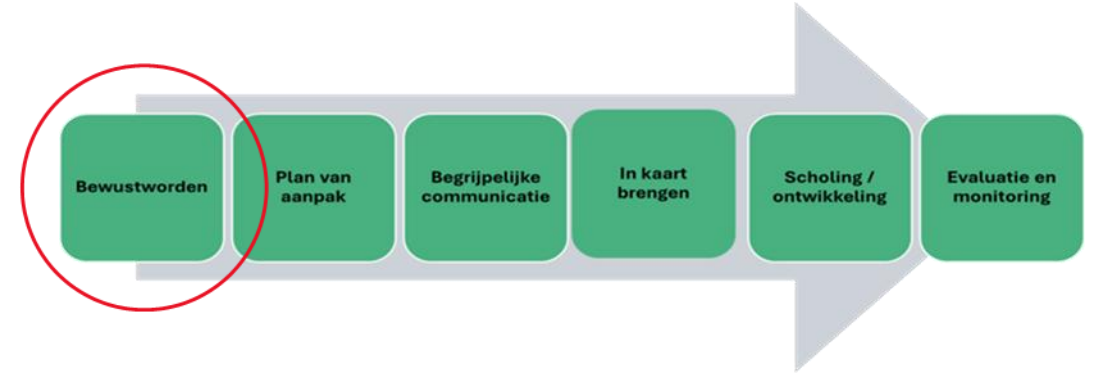 Bewustworden
Plan van
aanpak
Begrijpelijke
communicatie
In kaart
brengen
Scholing /
ontwikkeling
Evaluatie en
monitoring